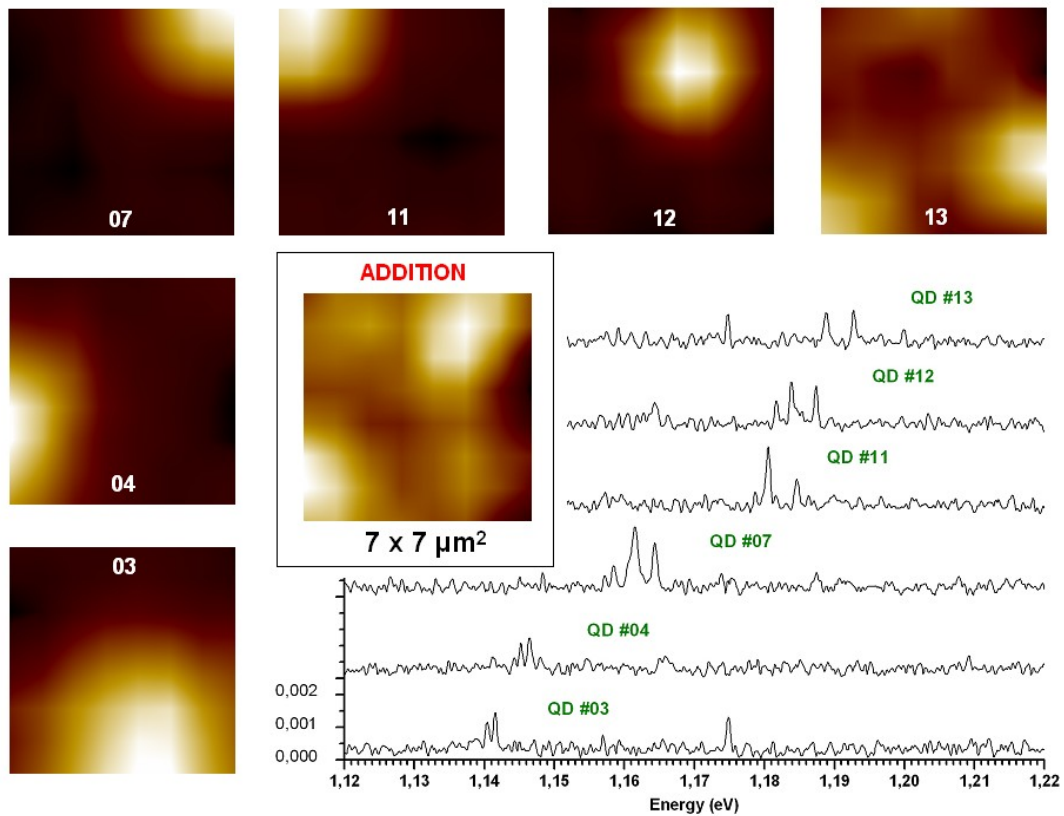 07
11
12
13
04
03
ADDITION
7 x 7 µm²
QD #13
QD #12
QD #11
QD #07
QD #04
QD #03
0,002
0,001
0,000
1,12 1,13 1,14 1,15 1,16 1,17 1,18 1,19 1,20 1,21 1,22
Energy (eV)